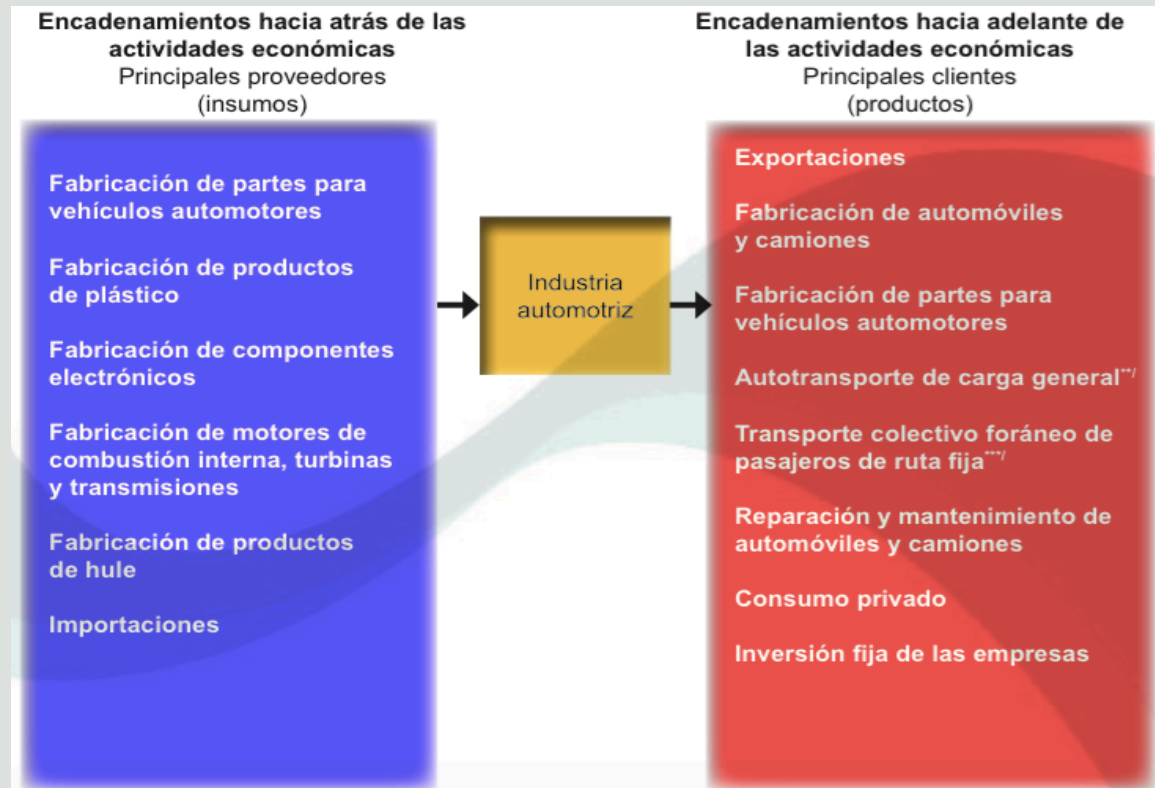 Encadenamientos hacia atrás de las
actividades económicas
Principales proveedores
(insumos)
Fabricación de partes para
vehículos automotores
Fabricación de productos
de plástico
Fabricación de componentes
electrónicos
Fabricación de motores de
combustión interna, turbinas
y transmisiones
Fabricación de productos
de hule
Importaciones
Industria
automotriz
Encadenamientos hacia adelante de
las actividades económicas
Principales clientes
(productos)
Exportaciones
Fabricación de automóviles
y camiones
Fabricación de partes para
vehículos automotores
Autotransporte de carga general**/
Transporte colectivo foráneo de
pasajeros de ruta fija***/
Reparación y mantenimiento de
automóviles y camiones
Consumo privado
Inversión fija de las empresas